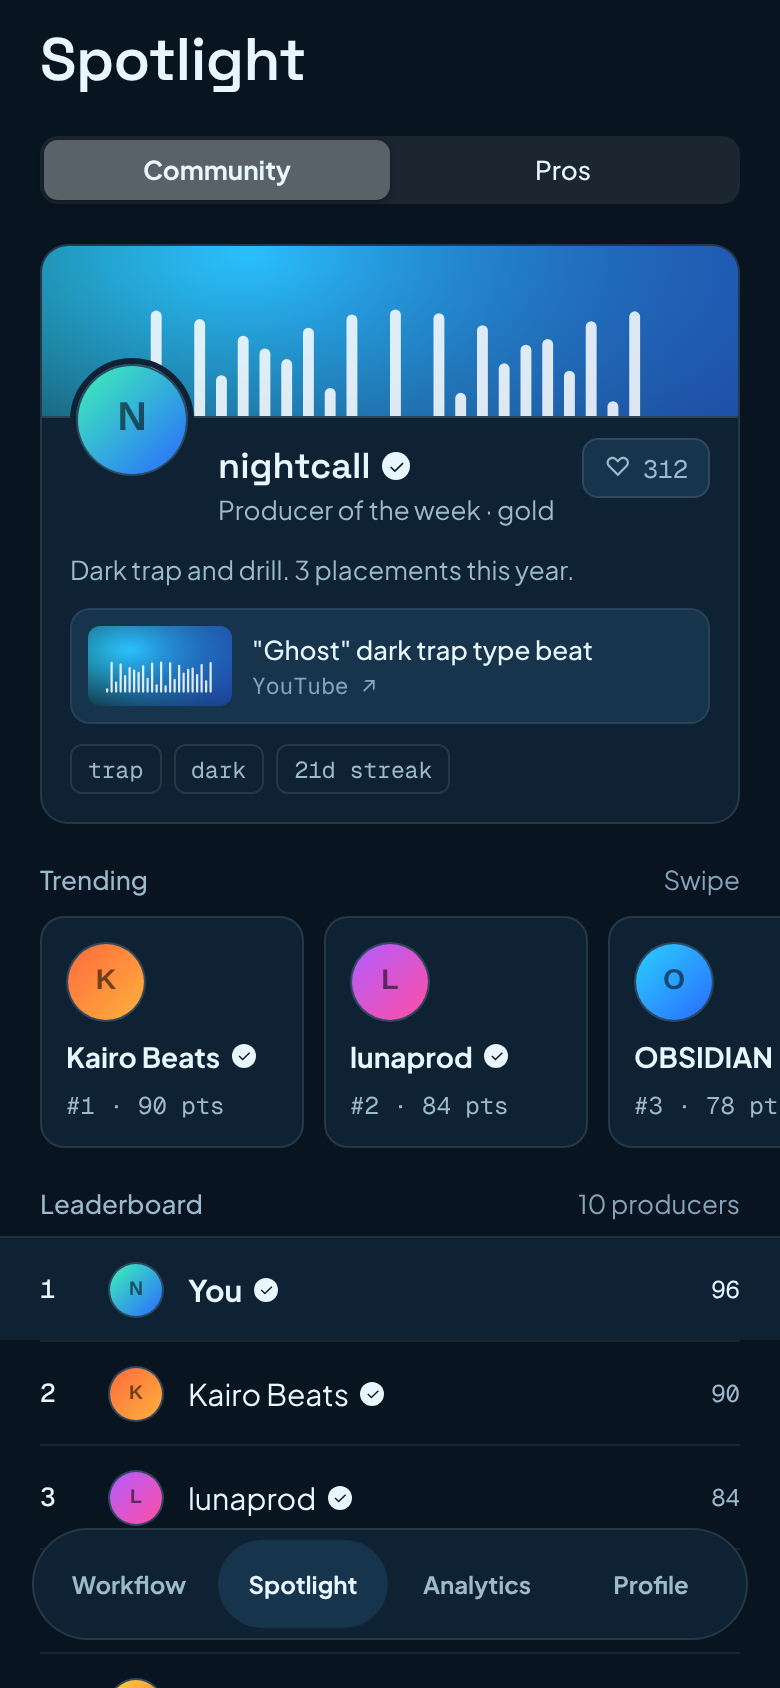 Spotlight
Community
Pros
N
nightcall
312
Producer of the week · gold
Dark trap and drill. 3 placements this year.
"Ghost" dark trap type beat
YouTube ↗
trap
dark
21d streak
Trending
Swipe
K
L
O
Kairo Beats
lunaprod
OBSIDIAN
#1 · 90 pts
#2 · 84 pts
#3 · 78 pt
Leaderboard
10 producers
1 N You 96
2 K Kairo Beats 90
3 L lunaprod 84
Workflow
Spotlight
Analytics
Profile